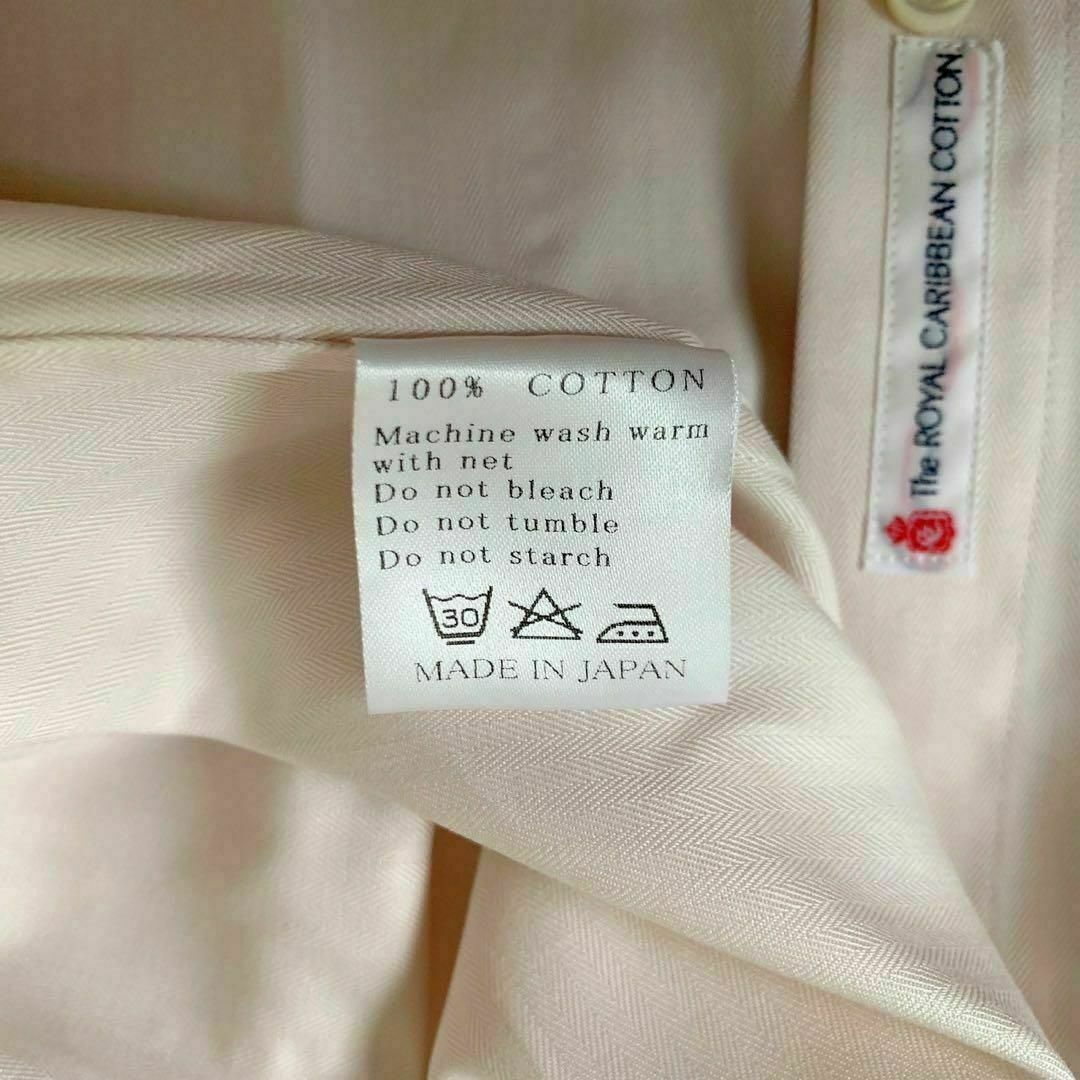 100% COTTON
Machine wash warm
with net
Do not bleach
Do not tumble
Do not starch
30
MADE IN JAPAN
The ROYAL CARIBBEAN COTTON